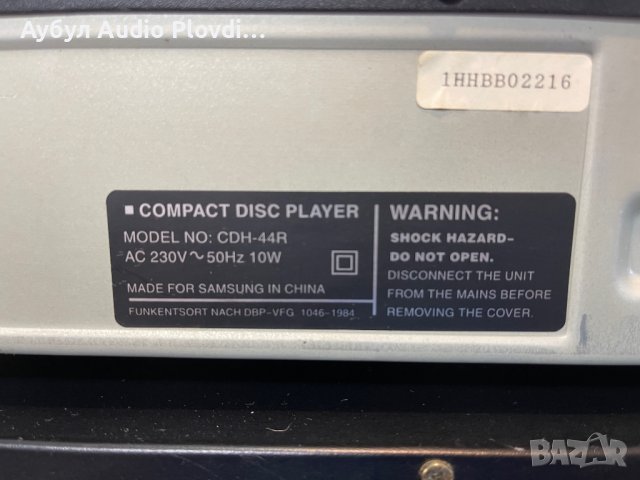 Аубул Audio Plovdi...
1HHBB02216
■ COMPACT DISC PLAYER
MODEL NO: CDH-44R
AC 230V ~ 50Hz 10W
MADE FOR SAMSUNG IN CHINA
FUNKENTSORT NACH DBP-VFG 1046-1984
WARNING:
SHOCK HAZARD-
DO NOT OPEN.
DISCONNECT THE UNIT
FROM THE MAINS BEFORE
REMOVING THE COVER.
BAZAR